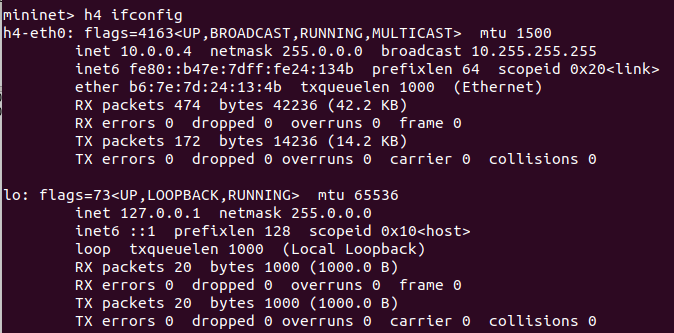 mininet> h4 ifconfig
h4-eth0: flags=4163<UP,BROADCAST,RUNNING,MULTICAST>  mtu 1500
        inet 10.0.0.4  netmask 255.0.0.0  broadcast 10.255.255.255
        inet6 fe80::b47e:7dff:fe24:134b  prefixlen 64  scopeid 0x20<link>
        ether b6:7e:7d:24:13:4b  txqueuelen 1000  (Ethernet)
        RX packets 474  bytes 42236 (42.2 KB)
        RX errors 0  dropped 0  overruns 0  frame 0
        TX packets 172  bytes 14236 (14.2 KB)
        TX errors 0  dropped 0 overruns 0  carrier 0  collisions 0

lo: flags=73<UP,LOOPBACK,RUNNING>  mtu 65536
        inet 127.0.0.1  netmask 255.0.0.0
        inet6 ::1  prefixlen 128  scopeid 0x10<host>
        loop  txqueuelen 1000  (Local Loopback)
        RX packets 20  bytes 1000 (1000.0 B)
        RX errors 0  dropped 0  overruns 0  frame 0
        TX packets 20  bytes 1000 (1000.0 B)
        TX errors 0  dropped 0 overruns 0  carrier 0  collisions 0